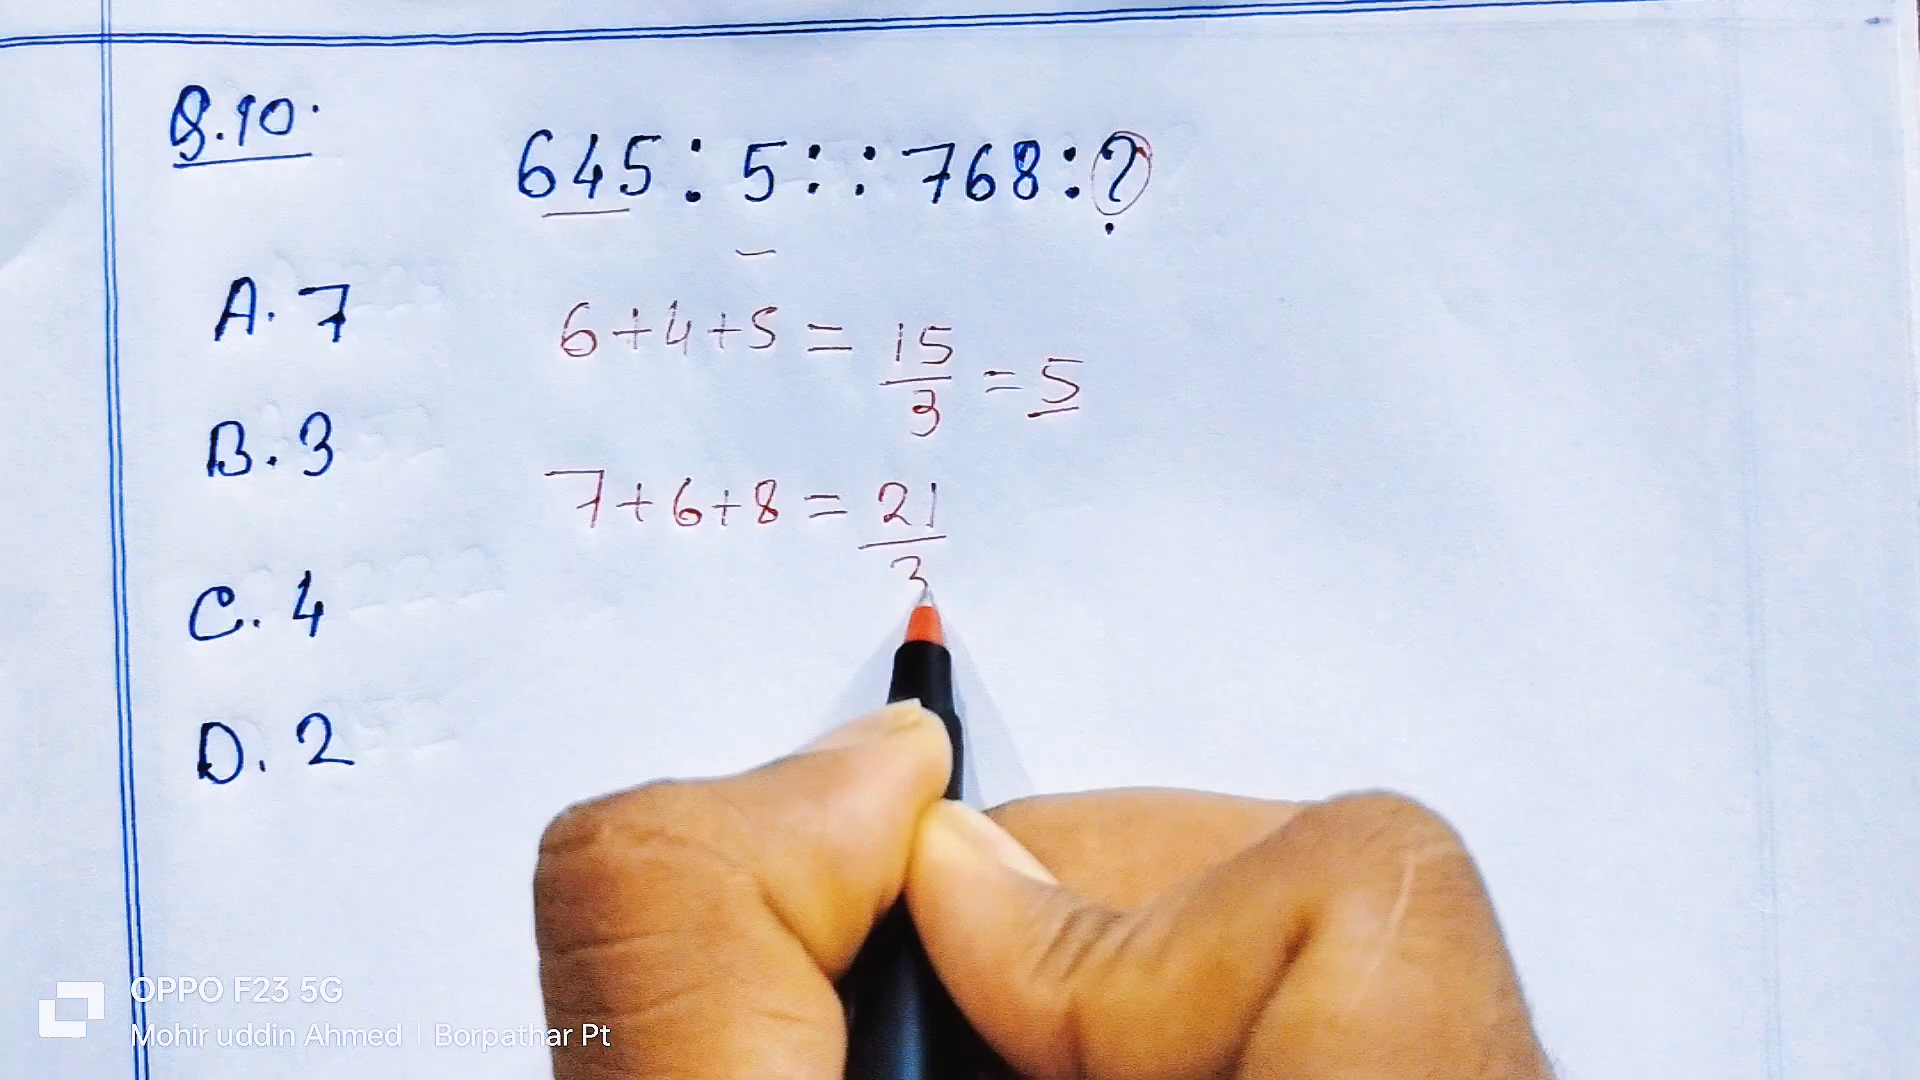 Q.10.
645 : 5 :: 768 : ?
A. 7
B. 3
C. 4
D. 2
6+4+5 = 15/3 = 5
7+6+8 = 21/3
OPPO F23 5G
Mohir uddin Ahmed | Borpathar Pt